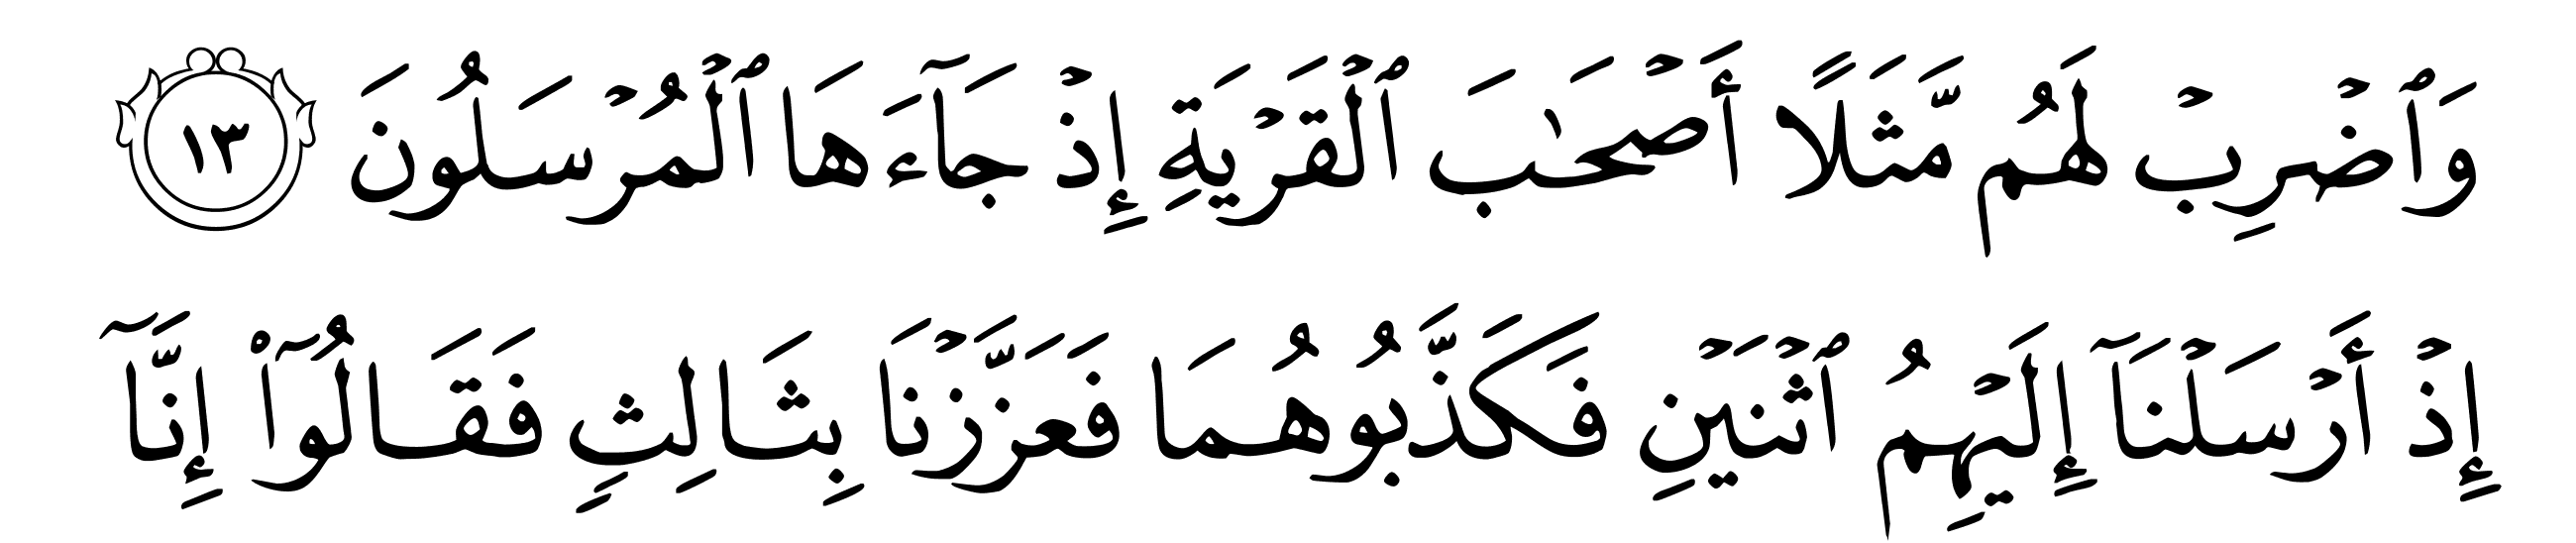 وَٱضْرِبْ لَهُم مَّثَلًا أَصْحَـٰبَ ٱلْقَرْيَةِ إِذْ جَآءَهَا ٱلْمُرْسَلُونَ ١٣
إِذْ أَرْسَلْنَآ إِلَيْهِمُ ٱثْنَيْنِ فَكَذَّبُوهُمَا فَعَزَّزْنَا بِثَالِثٍ فَقَالُوٓا۟ إِنَّآ